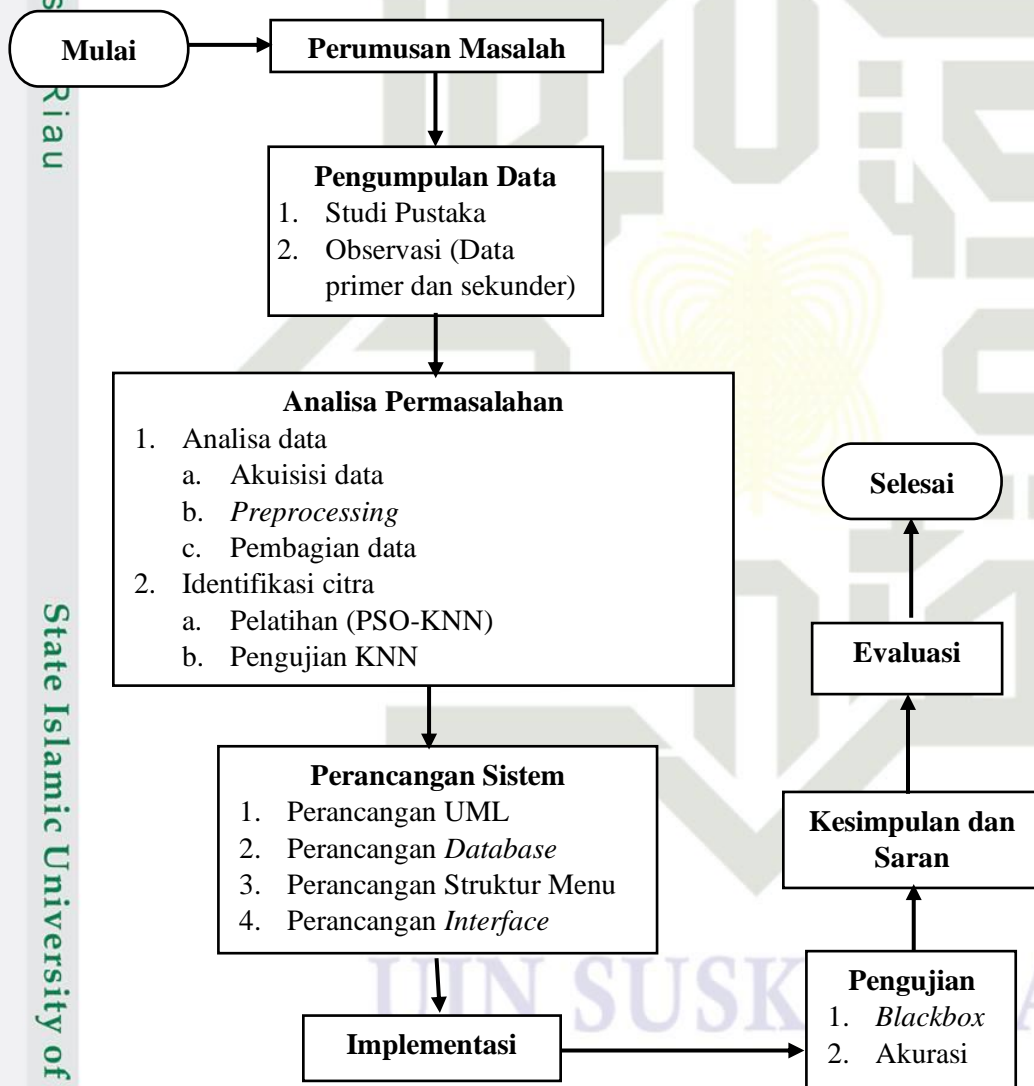 Mulai
Perumusan Masalah
Pengumpulan Data
1. Studi Pustaka
2. Observasi (Data
primer dan sekunder)
Analisa Permasalahan
1. Analisa data
a. Akuisisi data
b. Preprocessing
c. Pembagian data
2. Identifikasi citra
a. Pelatihan (PSO-KNN)
b. Pengujian KNN
Perancangan Sistem
1. Perancangan UML
2. Perancangan Database
3. Perancangan Struktur Menu
4. Perancangan Interface
Implementasi
Pengujian
1. Blackbox
2. Akurasi
Kesimpulan dan
Saran
Evaluasi
Selesai
Riau
State Islamic University of
UIN SUSK